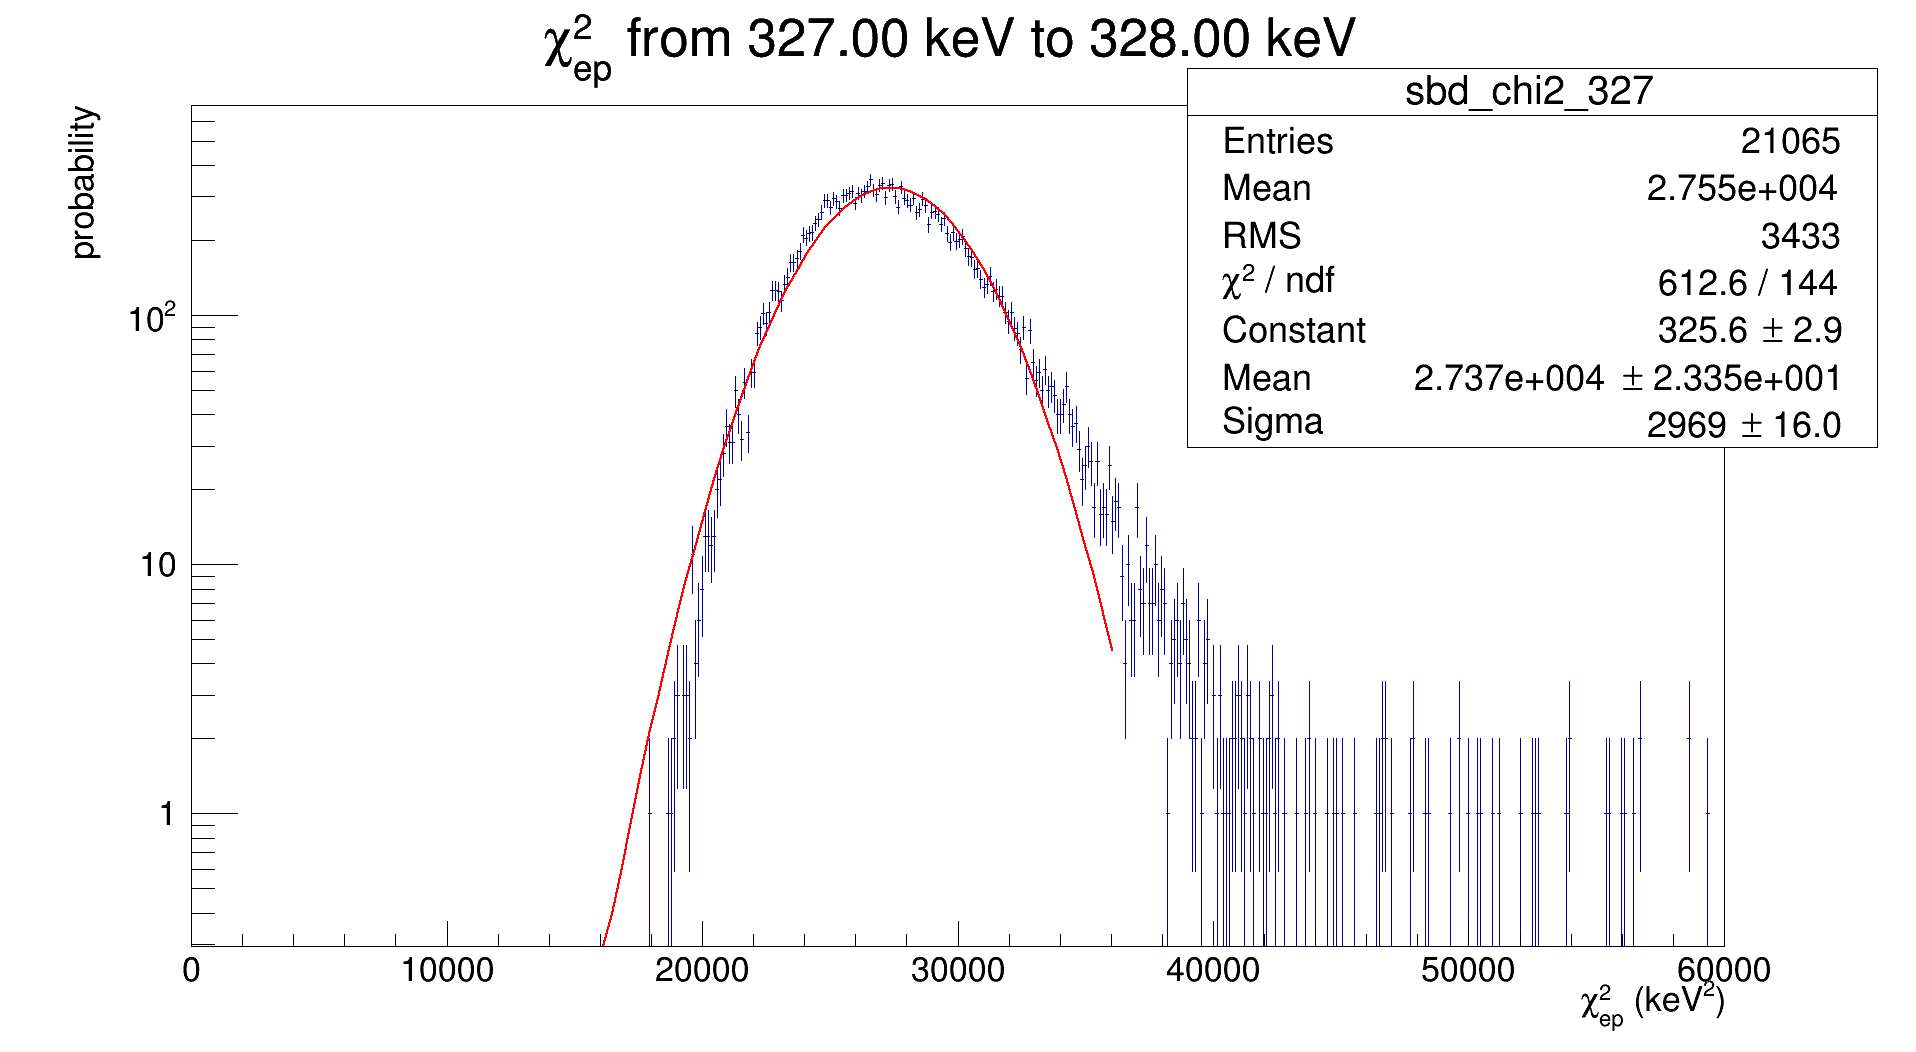 χ²ep from 327.00 keV to 328.00 keV
sbd_chi2_327
Entries 21065
Mean 2.755e+004
RMS 3433
χ² / ndf 612.6 / 144
Constant 325.6 ± 2.9
Mean 2.737e+004 ± 2.335e+001
Sigma 2969 ± 16.0
probability
10²
10
1
0 10000 20000 30000 40000 50000 60000
χ²ep (keV²)